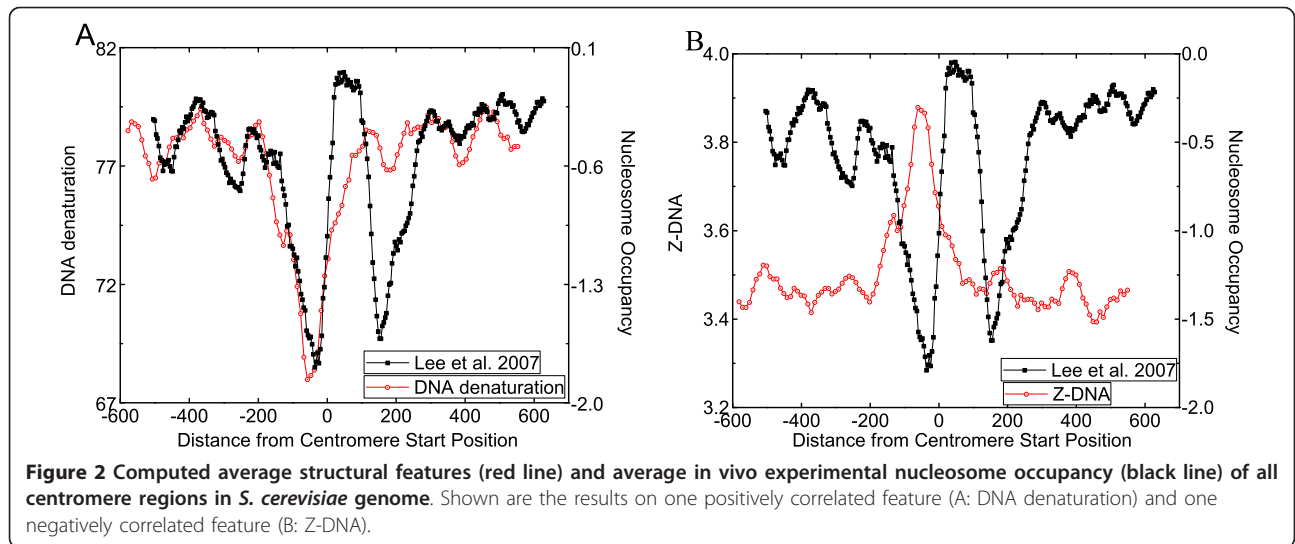 A
82
77
72
67
DNA denaturation
0.1
-0.6
-1.3
-2.0
Nucleosome Occupancy
Lee et al. 2007
DNA denaturation
-600 -400 -200 0 200 400 600
Distance from Centromere Start Position
B
4.0
3.8
3.6
3.4
3.2
Z-DNA
0.0
-0.5
-1.0
-1.5
-2.0
Nucleosome Occupancy
Lee et al. 2007
Z-DNA
-600 -400 -200 0 200 400 600
Distance from Centromere Start Position
Figure 2 Computed average structural features (red line) and average in vivo experimental nucleosome occupancy (black line) of all
centromere regions in S. cerevisiae genome. Shown are the results on one positively correlated feature (A: DNA denaturation) and one
negatively correlated feature (B: Z-DNA).